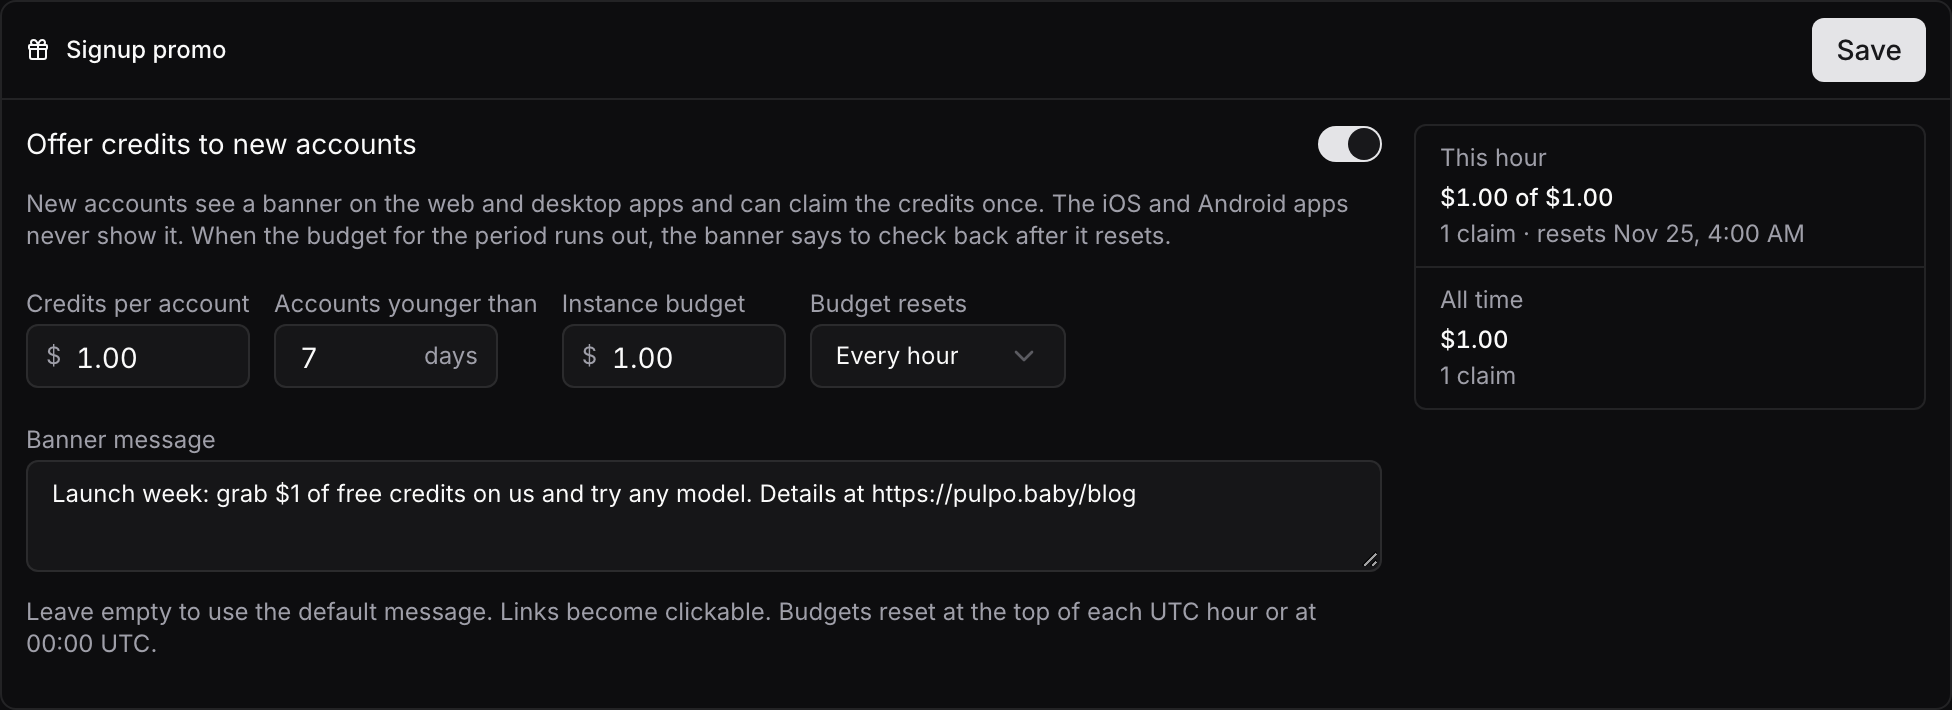 Signup promo
Save
Offer credits to new accounts
New accounts see a banner on the web and desktop apps and can claim the credits once. The iOS and Android apps
never show it. When the budget for the period runs out, the banner says to check back after it resets.
Credits per account
Accounts younger than
Instance budget
Budget resets
$ 1.00
7 days
$ 1.00
Every hour
Banner message
Launch week: grab $1 of free credits on us and try any model. Details at https://pulpo.baby/blog
Leave empty to use the default message. Links become clickable. Budgets reset at the top of each UTC hour or at
00:00 UTC.
This hour
$1.00 of $1.00
1 claim · resets Nov 25, 4:00 AM
All time
$1.00
1 claim